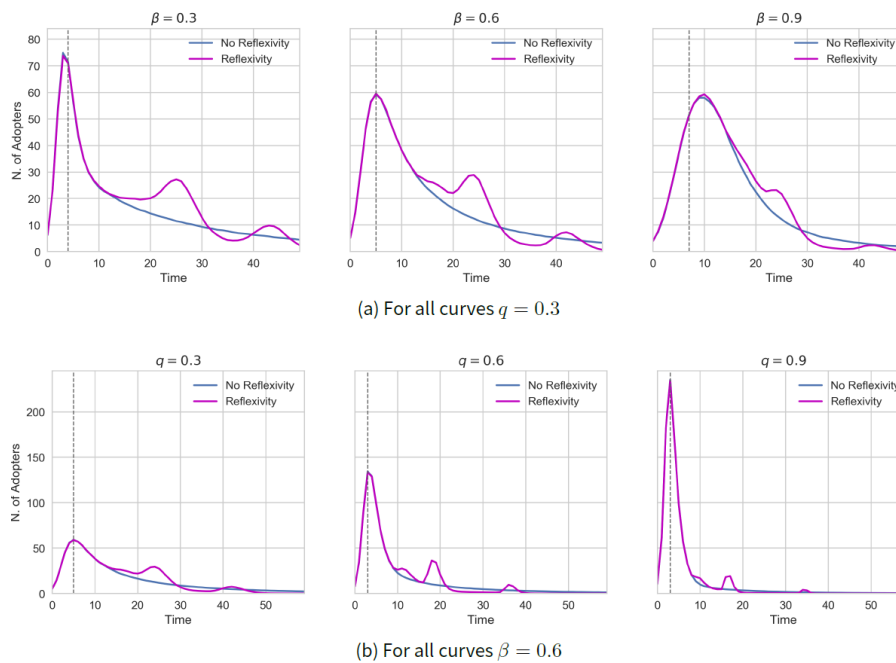 β = 0.3
β = 0.6
β = 0.9
80
70
60
50
40
30
20
10
0
N. of Adopters
No Reflexivity
Reflexivity
No Reflexivity
Reflexivity
No Reflexivity
Reflexivity
0 20 40
0 20 40
0 10 20 30 40
Time
Time
Time
(a) For all curves q = 0.3
q = 0.3
q = 0.6
q = 0.9
200
150
100
50
0
N. of Adopters
No Reflexivity
Reflexivity
No Reflexivity
Reflexivity
No Reflexivity
Reflexivity
0 10 20 30 40 50
0 10 20 30 40 50
0 10 20 30 40 50
Time
Time
Time
(b) For all curves β = 0.6